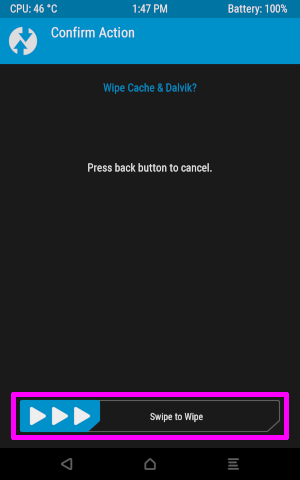 CPU: 46 °C 1:47 PM Battery: 100%
Confirm Action
Wipe Cache & Dalvik?
Press back button to cancel.
Swipe to Wipe